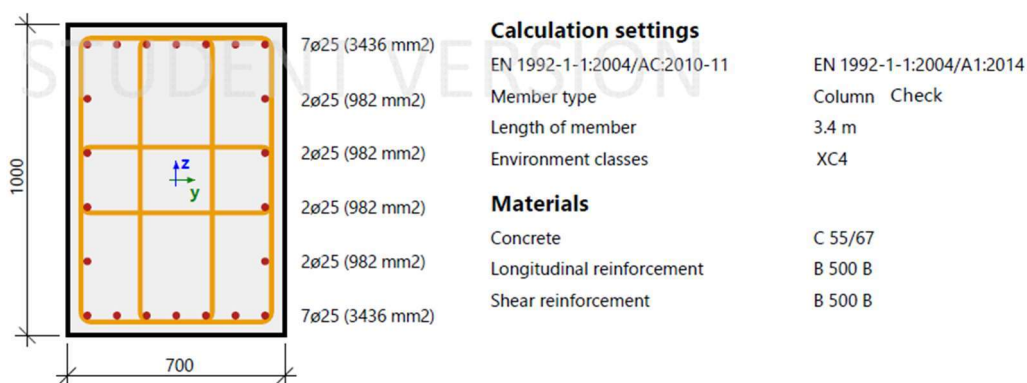 STUDENT VERSION
7ø25 (3436 mm2)
2ø25 (982 mm2)
2ø25 (982 mm2)
2ø25 (982 mm2)
2ø25 (982 mm2)
7ø25 (3436 mm2)
1000
700
z
y
Calculation settings
EN 1992-1-1:2004/AC:2010-11 EN 1992-1-1:2004/A1:2014
Member type Column Check
Length of member 3.4 m
Environment classes XC4
Materials
Concrete C 55/67
Longitudinal reinforcement B 500 B
Shear reinforcement B 500 B